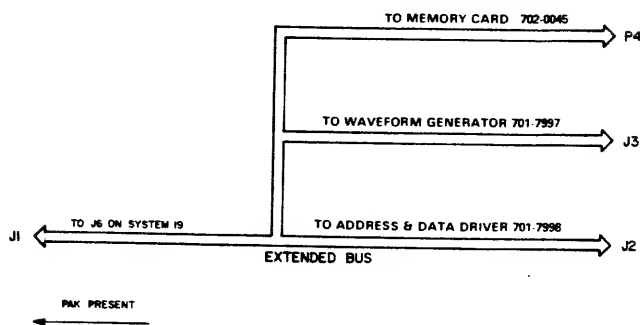 TO MEMORY CARD 702-0045
P4
TO WAVEFORM GENERATOR 701-7997
J3
TO J6 ON SYSTEM 19
J1
TO ADDRESS & DATA DRIVER 701-7998
J2
EXTENDED BUS
PAK PRESENT